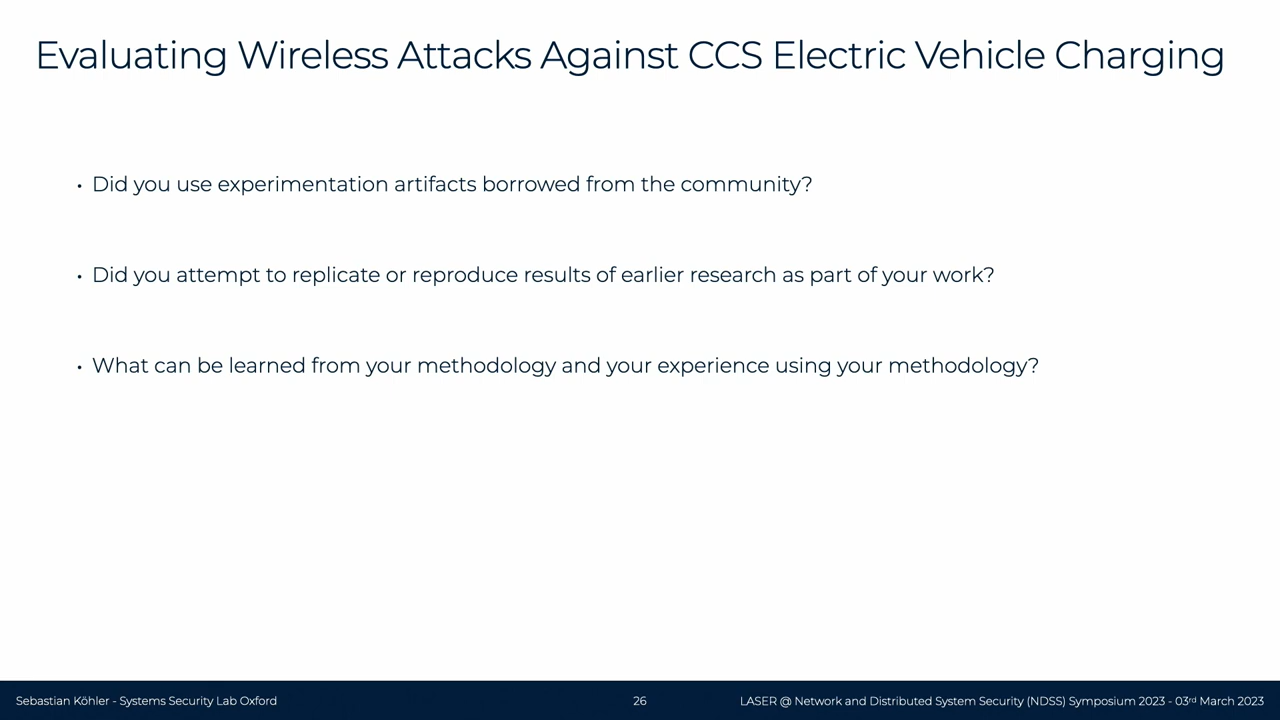 Evaluating Wireless Attacks Against CCS Electric Vehicle Charging
• Did you use experimentation artifacts borrowed from the community?
• Did you attempt to replicate or reproduce results of earlier research as part of your work?
• What can be learned from your methodology and your experience using your methodology?
Sebastian Köhler - Systems Security Lab Oxford
26
LASER @ Network and Distributed System Security (NDSS) Symposium 2023 - 03rd March 2023